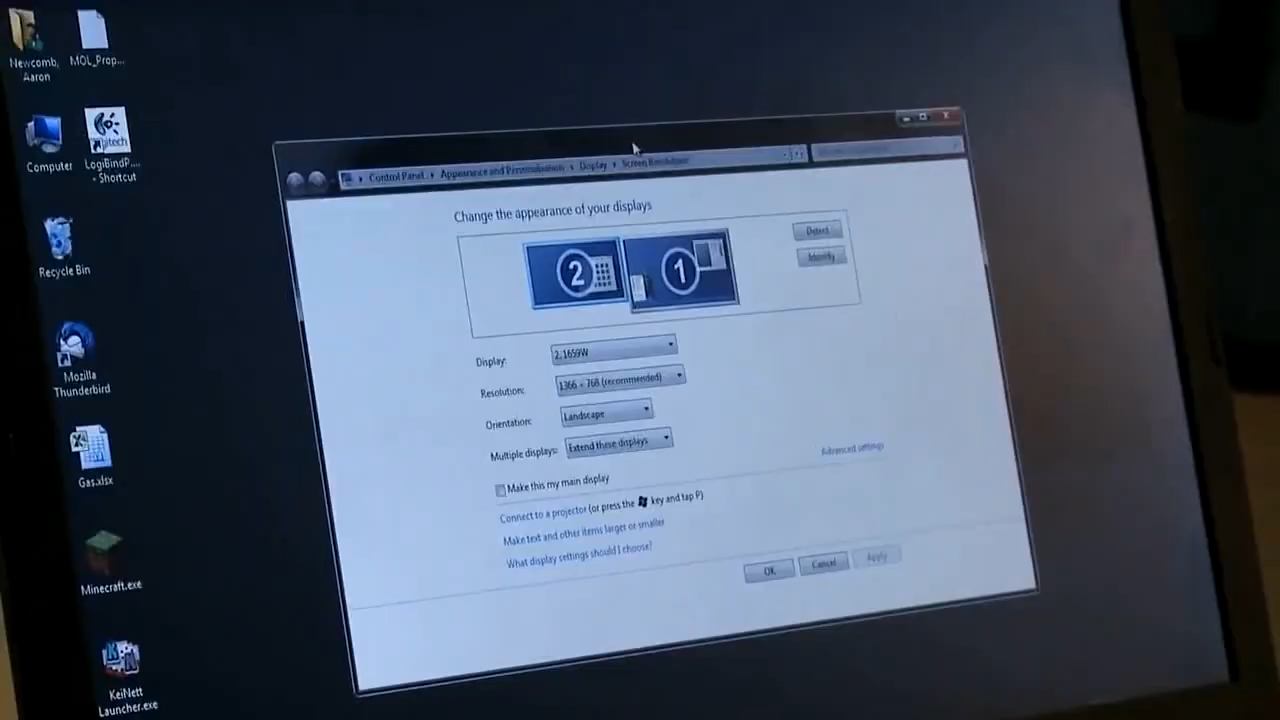 Newcomb,
Aaron
MOL_Prop...
Computer
LogiBindP...
- Shortcut
Recycle Bin
Mozilla
Thunderbird
Gas.xlsx
Minecraft.exe
KeiNett
Launcher.exe
Control Panel
Appearance and Personalization
Display
Screen Resolution
Change the appearance of your displays
2
1
Detect
Identify
Display:
2. 1659W
Resolution:
1366 × 768 (recommended)
Orientation:
Landscape
Multiple displays:
Extend these displays
Advanced settings
Make this my main display
Connect to a projector (or press the key and tap P)
Make text and other items larger or smaller
What display settings should I choose?
OK
Cancel
Apply